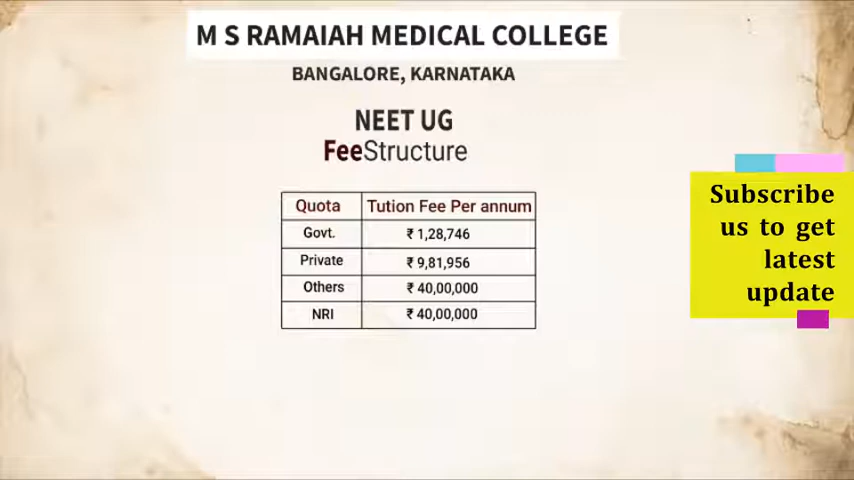 M S RAMAIAH MEDICAL COLLEGE
BANGALORE, KARNATAKA
NEET UG
FeeStructure
Quota Tution Fee Per annum
Govt. ₹ 1,28,746
Private ₹ 9,81,956
Others ₹ 40,00,000
NRI ₹ 40,00,000
Subscribe
us to get
latest
update